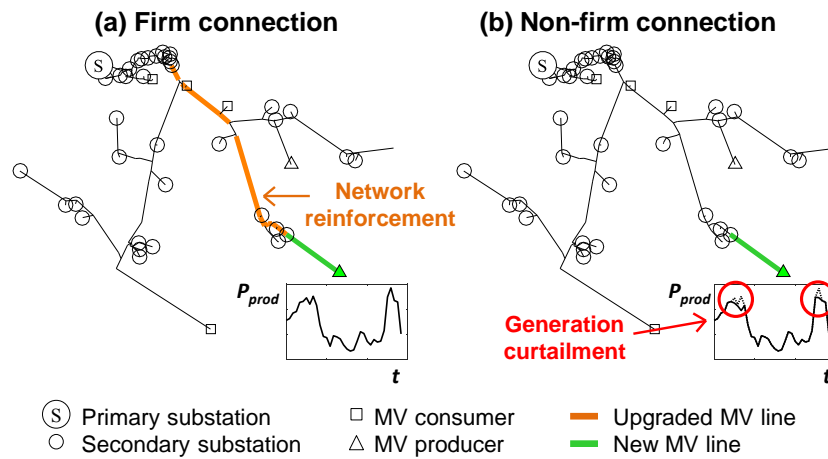 (a) Firm connection
(b) Non-firm connection
S
S
Network
reinforcement
P_prod
t
Generation
curtailment
P_prod
t
S Primary substation
MV consumer
Upgraded MV line
Secondary substation
MV producer
New MV line